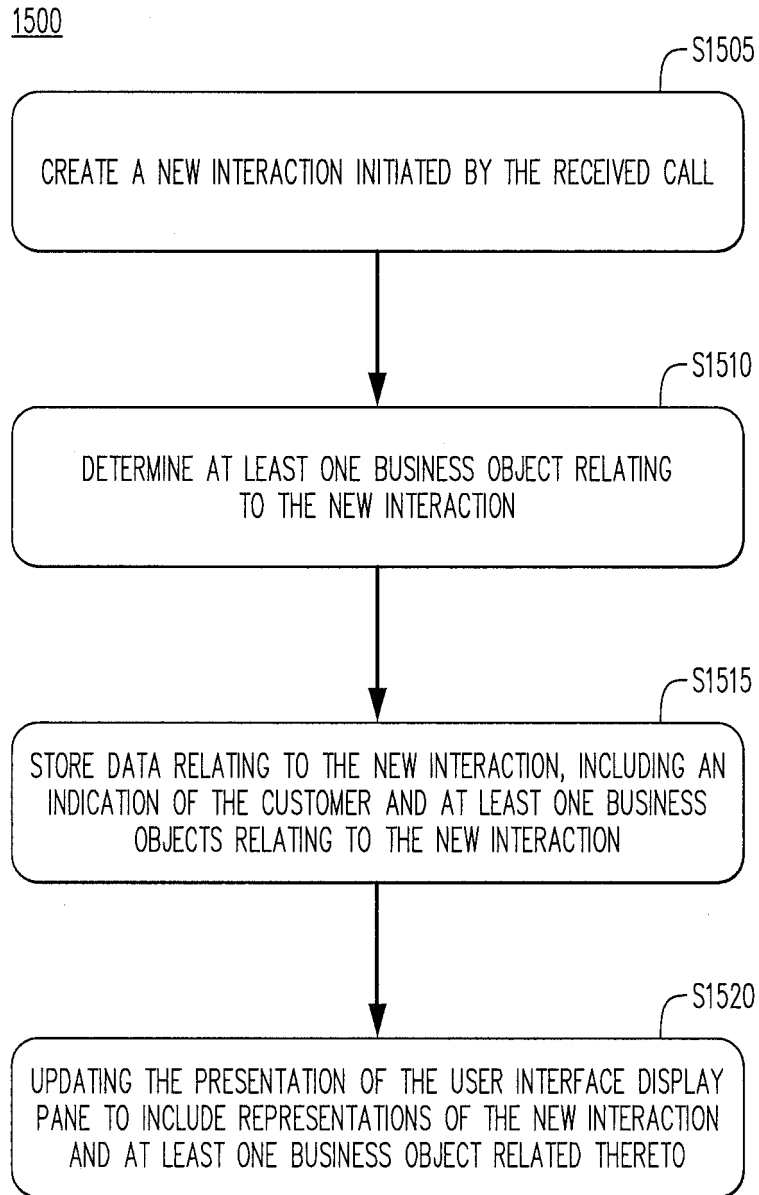 1500
S1505
CREATE A NEW INTERACTION INITIATED BY THE RECEIVED CALL
S1510
DETERMINE AT LEAST ONE BUSINESS OBJECT RELATING
TO THE NEW INTERACTION
S1515
STORE DATA RELATING TO THE NEW INTERACTION, INCLUDING AN
INDICATION OF THE CUSTOMER AND AT LEAST ONE BUSINESS
OBJECTS RELATING TO THE NEW INTERACTION
S1520
UPDATING THE PRESENTATION OF THE USER INTERFACE DISPLAY
PANE TO INCLUDE REPRESENTATIONS OF THE NEW INTERACTION
AND AT LEAST ONE BUSINESS OBJECT RELATED THERETO